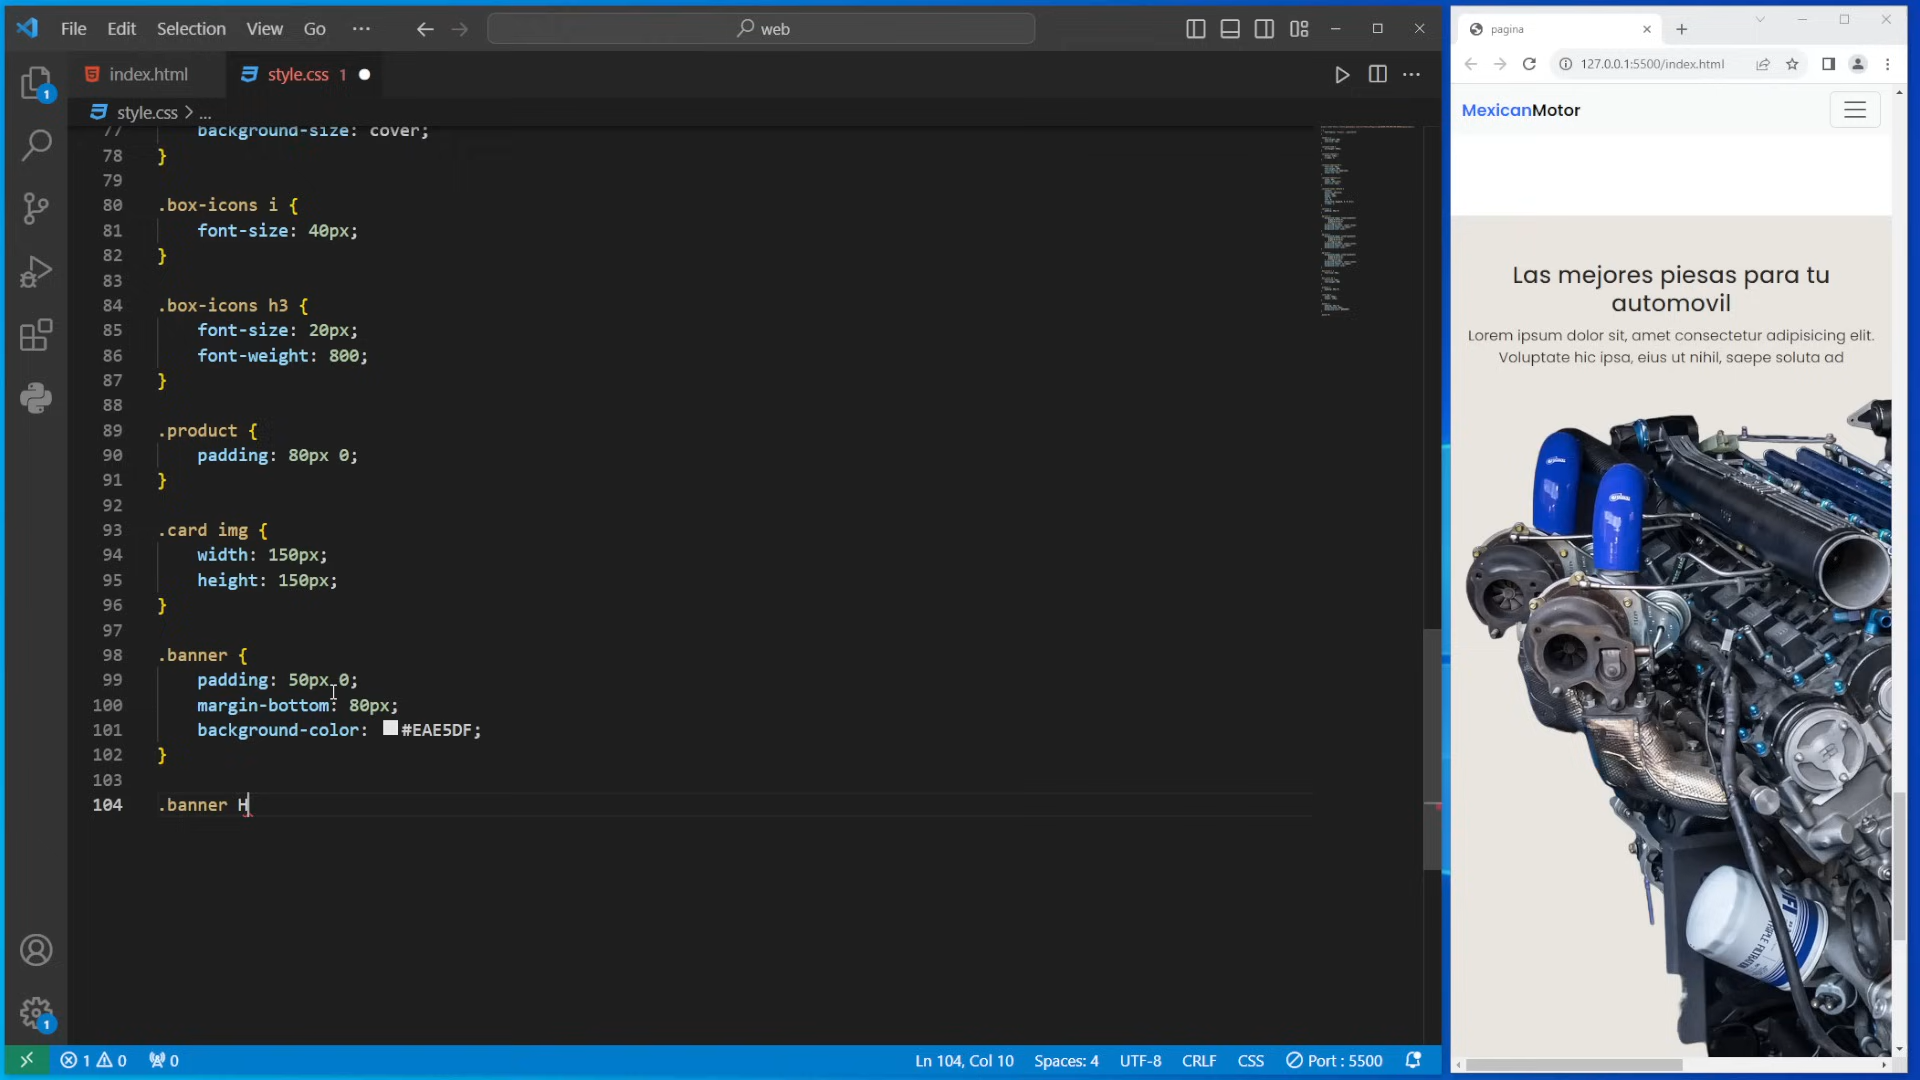 File Edit Selection View Go ... web
index.html style.css 1
style.css > ...
77 background-size: cover;
78 }
79
80 .box-icons i {
81 font-size: 40px;
82 }
83
84 .box-icons h3 {
85 font-size: 20px;
86 font-weight: 800;
87 }
88
89 .product {
90 padding: 80px 0;
91 }
92
93 .card img {
94 width: 150px;
95 height: 150px;
96 }
97
98 .banner {
99 padding: 50px 0;
100 margin-bottom: 80px;
101 background-color: #EAE5DF;
102 }
103
104 .banner H
1
1
1 0 0 Ln 104, Col 10 Spaces: 4 UTF-8 CRLF CSS Port : 5500
pagina
127.0.0.1:5500/index.html
MexicanMotor
Las mejores piesas para tu
automovil
Lorem ipsum dolor sit, amet consectetur adipisicing elit.
Voluptate hic ipsa, eius ut nihil, saepe soluta ad